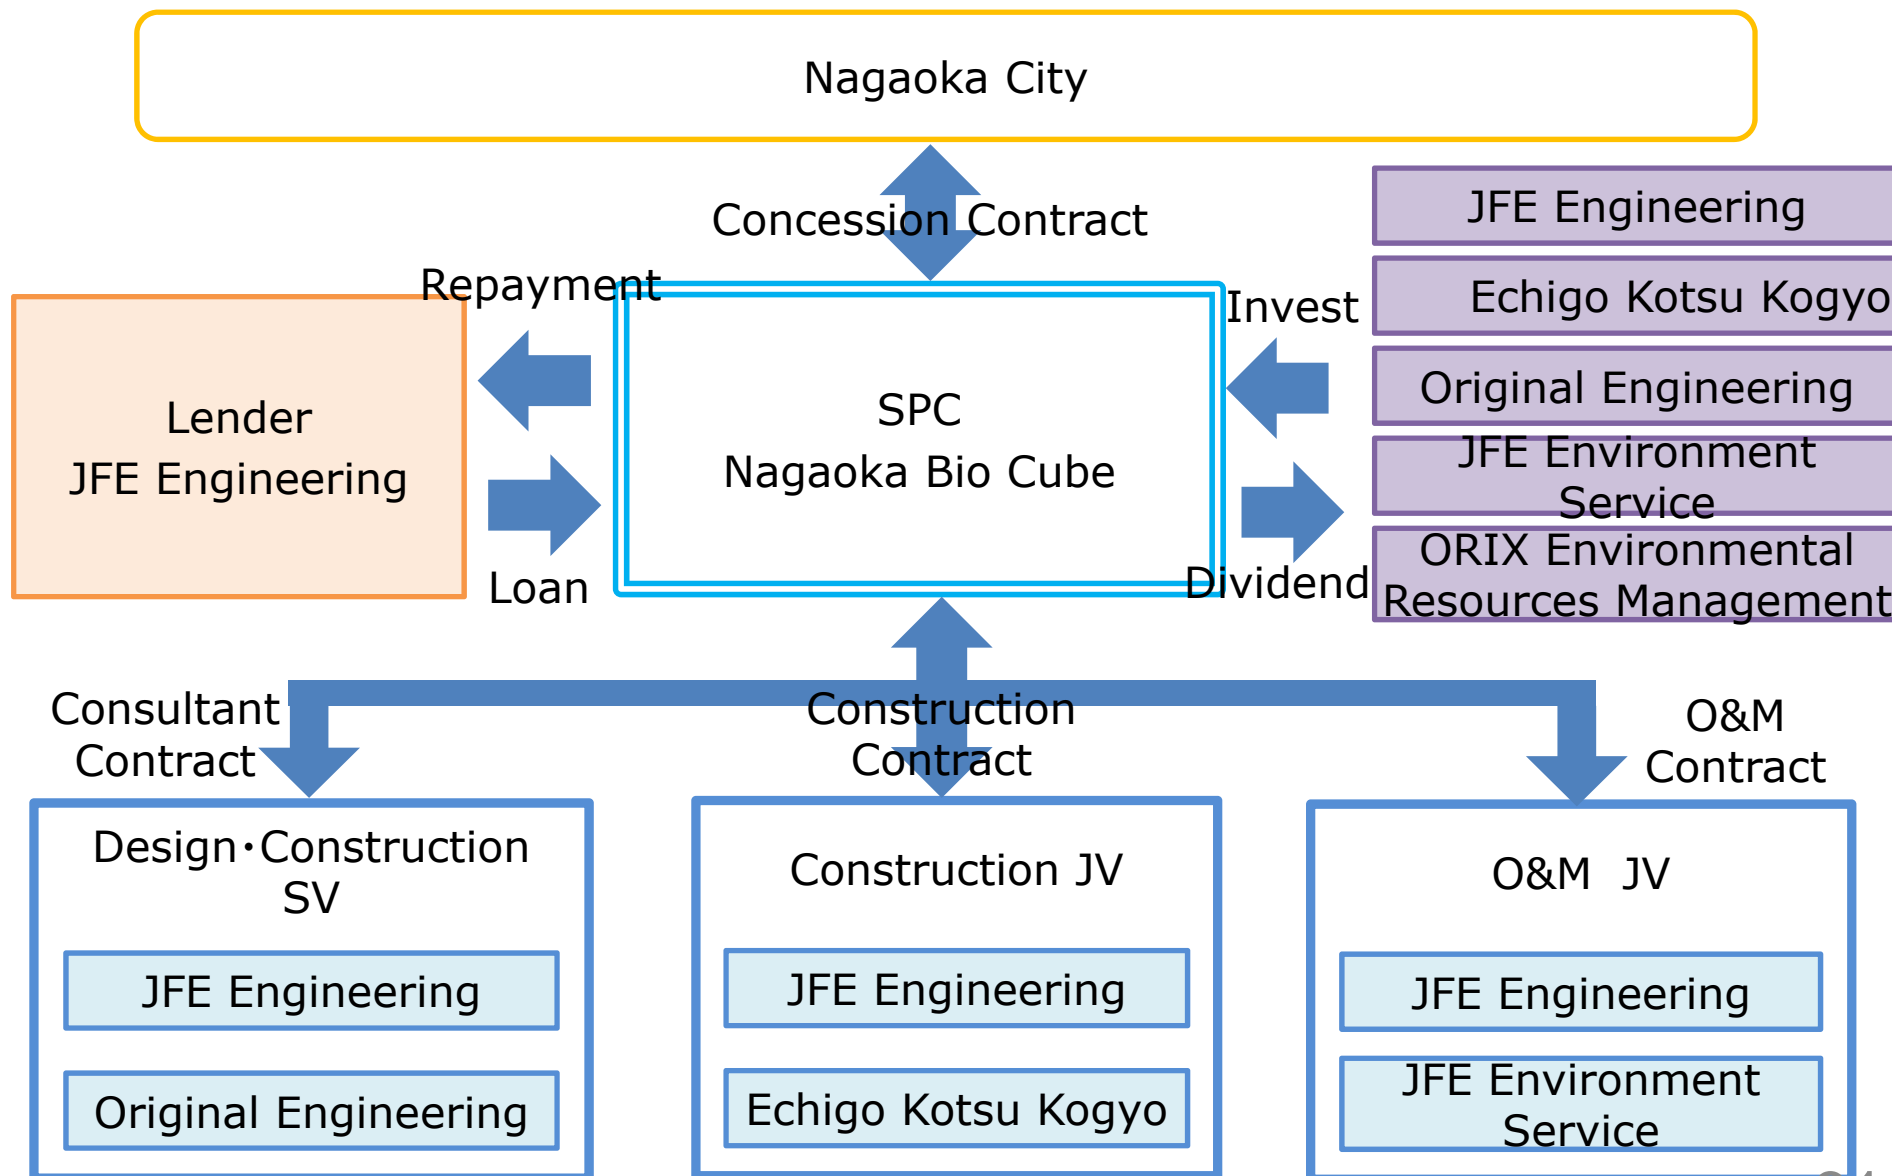 Nagaoka City
Concession Contract
JFE Engineering
Echigo Kotsu Kogyo
Original Engineering
JFE Environment
Service
ORIX Environmental
Resources Management
Repayment
Invest
Lender
JFE Engineering
SPC
Nagaoka Bio Cube
Loan
Dividend
Consultant
Contract
Construction
Contract
O&M
Contract
Design・Construction
SV
JFE Engineering
Original Engineering
Construction JV
JFE Engineering
Echigo Kotsu Kogyo
O&M JV
JFE Engineering
JFE Environment
Service